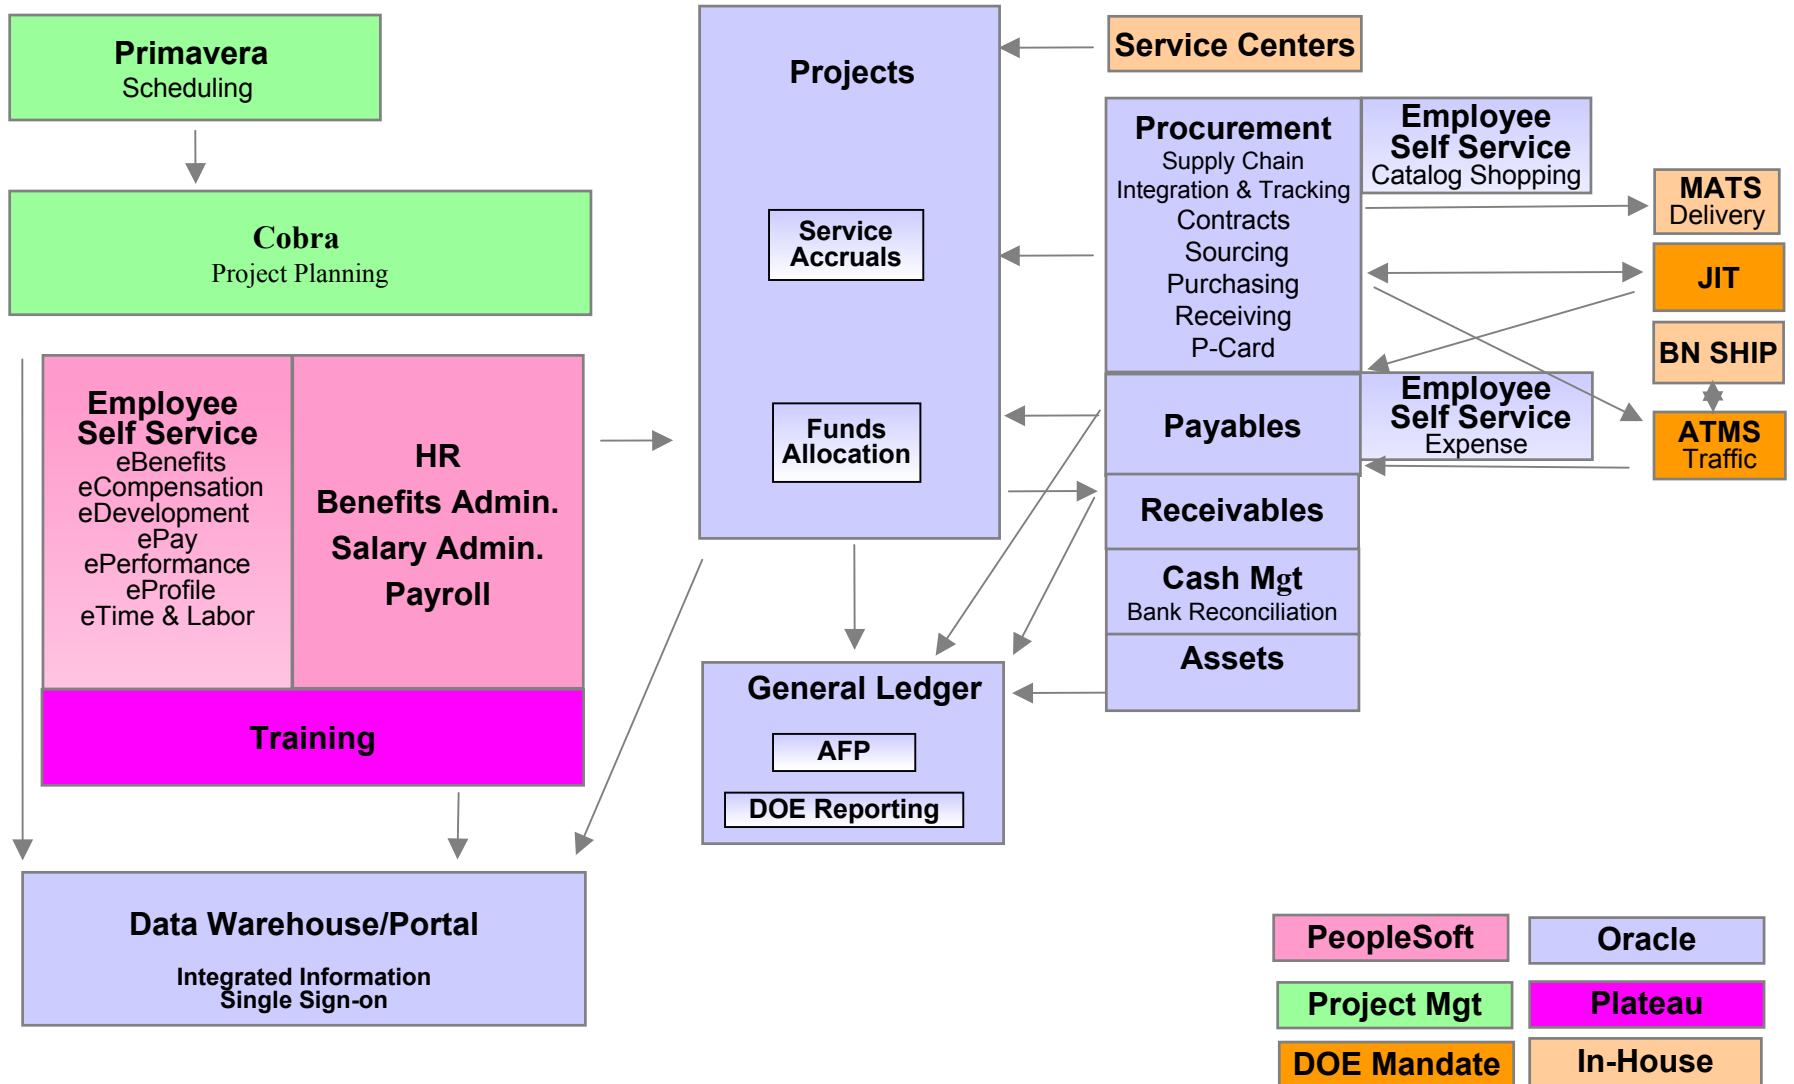 Primavera
Scheduling
Cobra
Project Planning
Employee
Self Service
eBenefits
eCompensation
eDevelopment
ePay
ePerformance
eProfile
eTime & Labor
HR
Benefits Admin.
Salary Admin.
Payroll
Training
Data Warehouse/Portal
Integrated Information
Single Sign-on
Projects
Service
Accruals
Funds
Allocation
General Ledger
AFP
DOE Reporting
Service Centers
Procurement
Supply Chain
Integration & Tracking
Contracts
Sourcing
Purchasing
Receiving
P-Card
Employee
Self Service
Catalog Shopping
Payables
Employee
Self Service
Expense
Receivables
Cash Mgt
Bank Reconciliation
Assets
MATS
Delivery
JIT
BN SHIP
ATMS
Traffic
PeopleSoft
Oracle
Project Mgt
Plateau
DOE Mandate
In-House